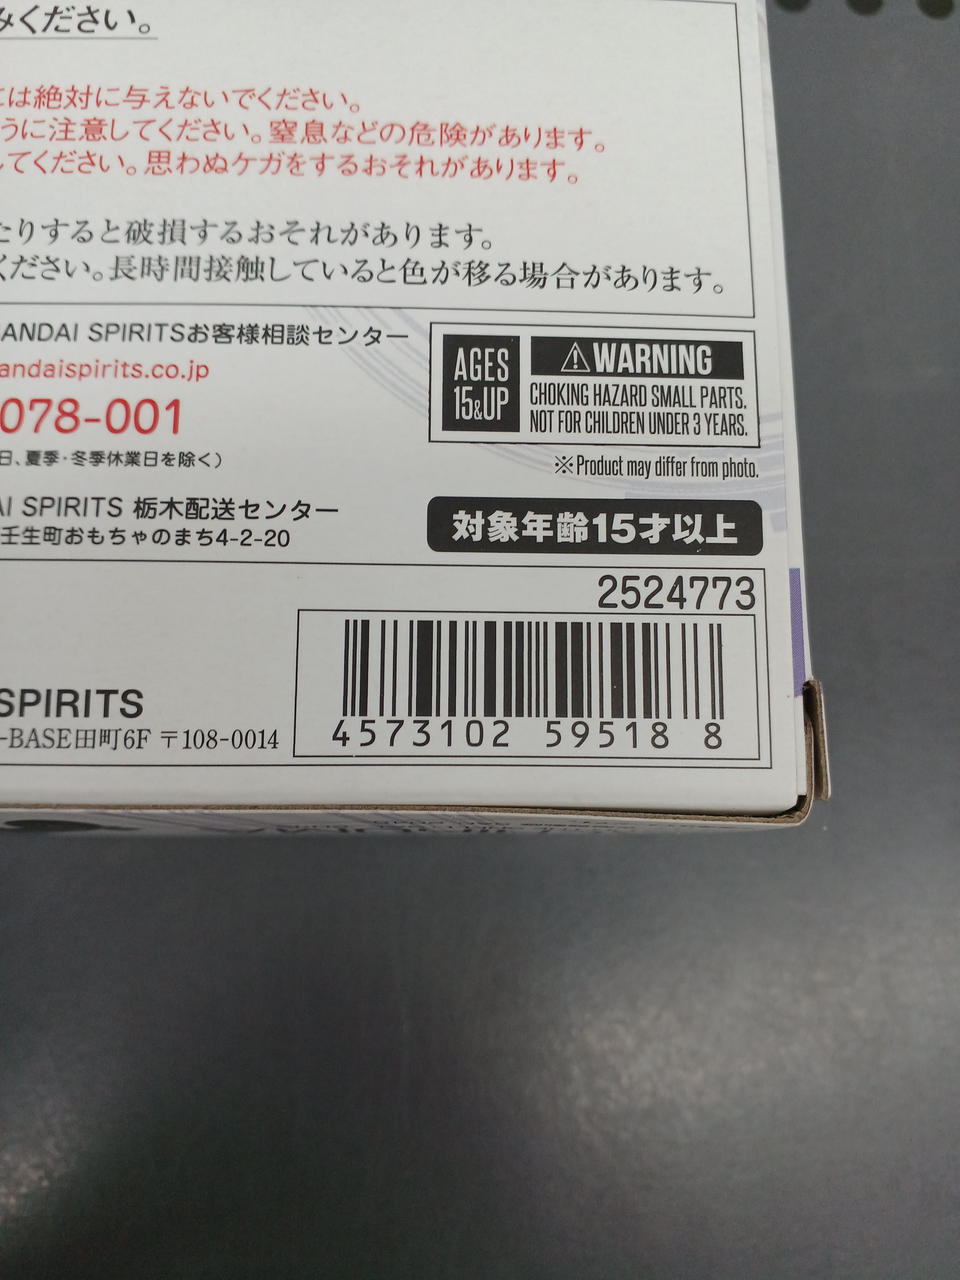 みください。
には絶対に与えないでください。
うに注意してください。窒息などの危険があります。
してください。思わぬケガをするおそれがあります。
たりすると破損するおそれがあります。
ください。長時間接触していると色が移る場合があります。
BANDAI SPIRITSお客様相談センター
andaispirits.co.jp
078-001
日、夏季・冬季休業日を除く)
AI SPIRITS 栃木配送センター
壬生町おもちゃのまち4-2-20
AGES
15&UP
⚠WARNING
CHOKING HAZARD SMALL PARTS.
NOT FOR CHILDREN UNDER 3 YEARS.
※Product may differ from photo.
対象年齢15才以上
2524773
4573102 59518 8
SPIRITS
-BASE田町6F 〒108-0014